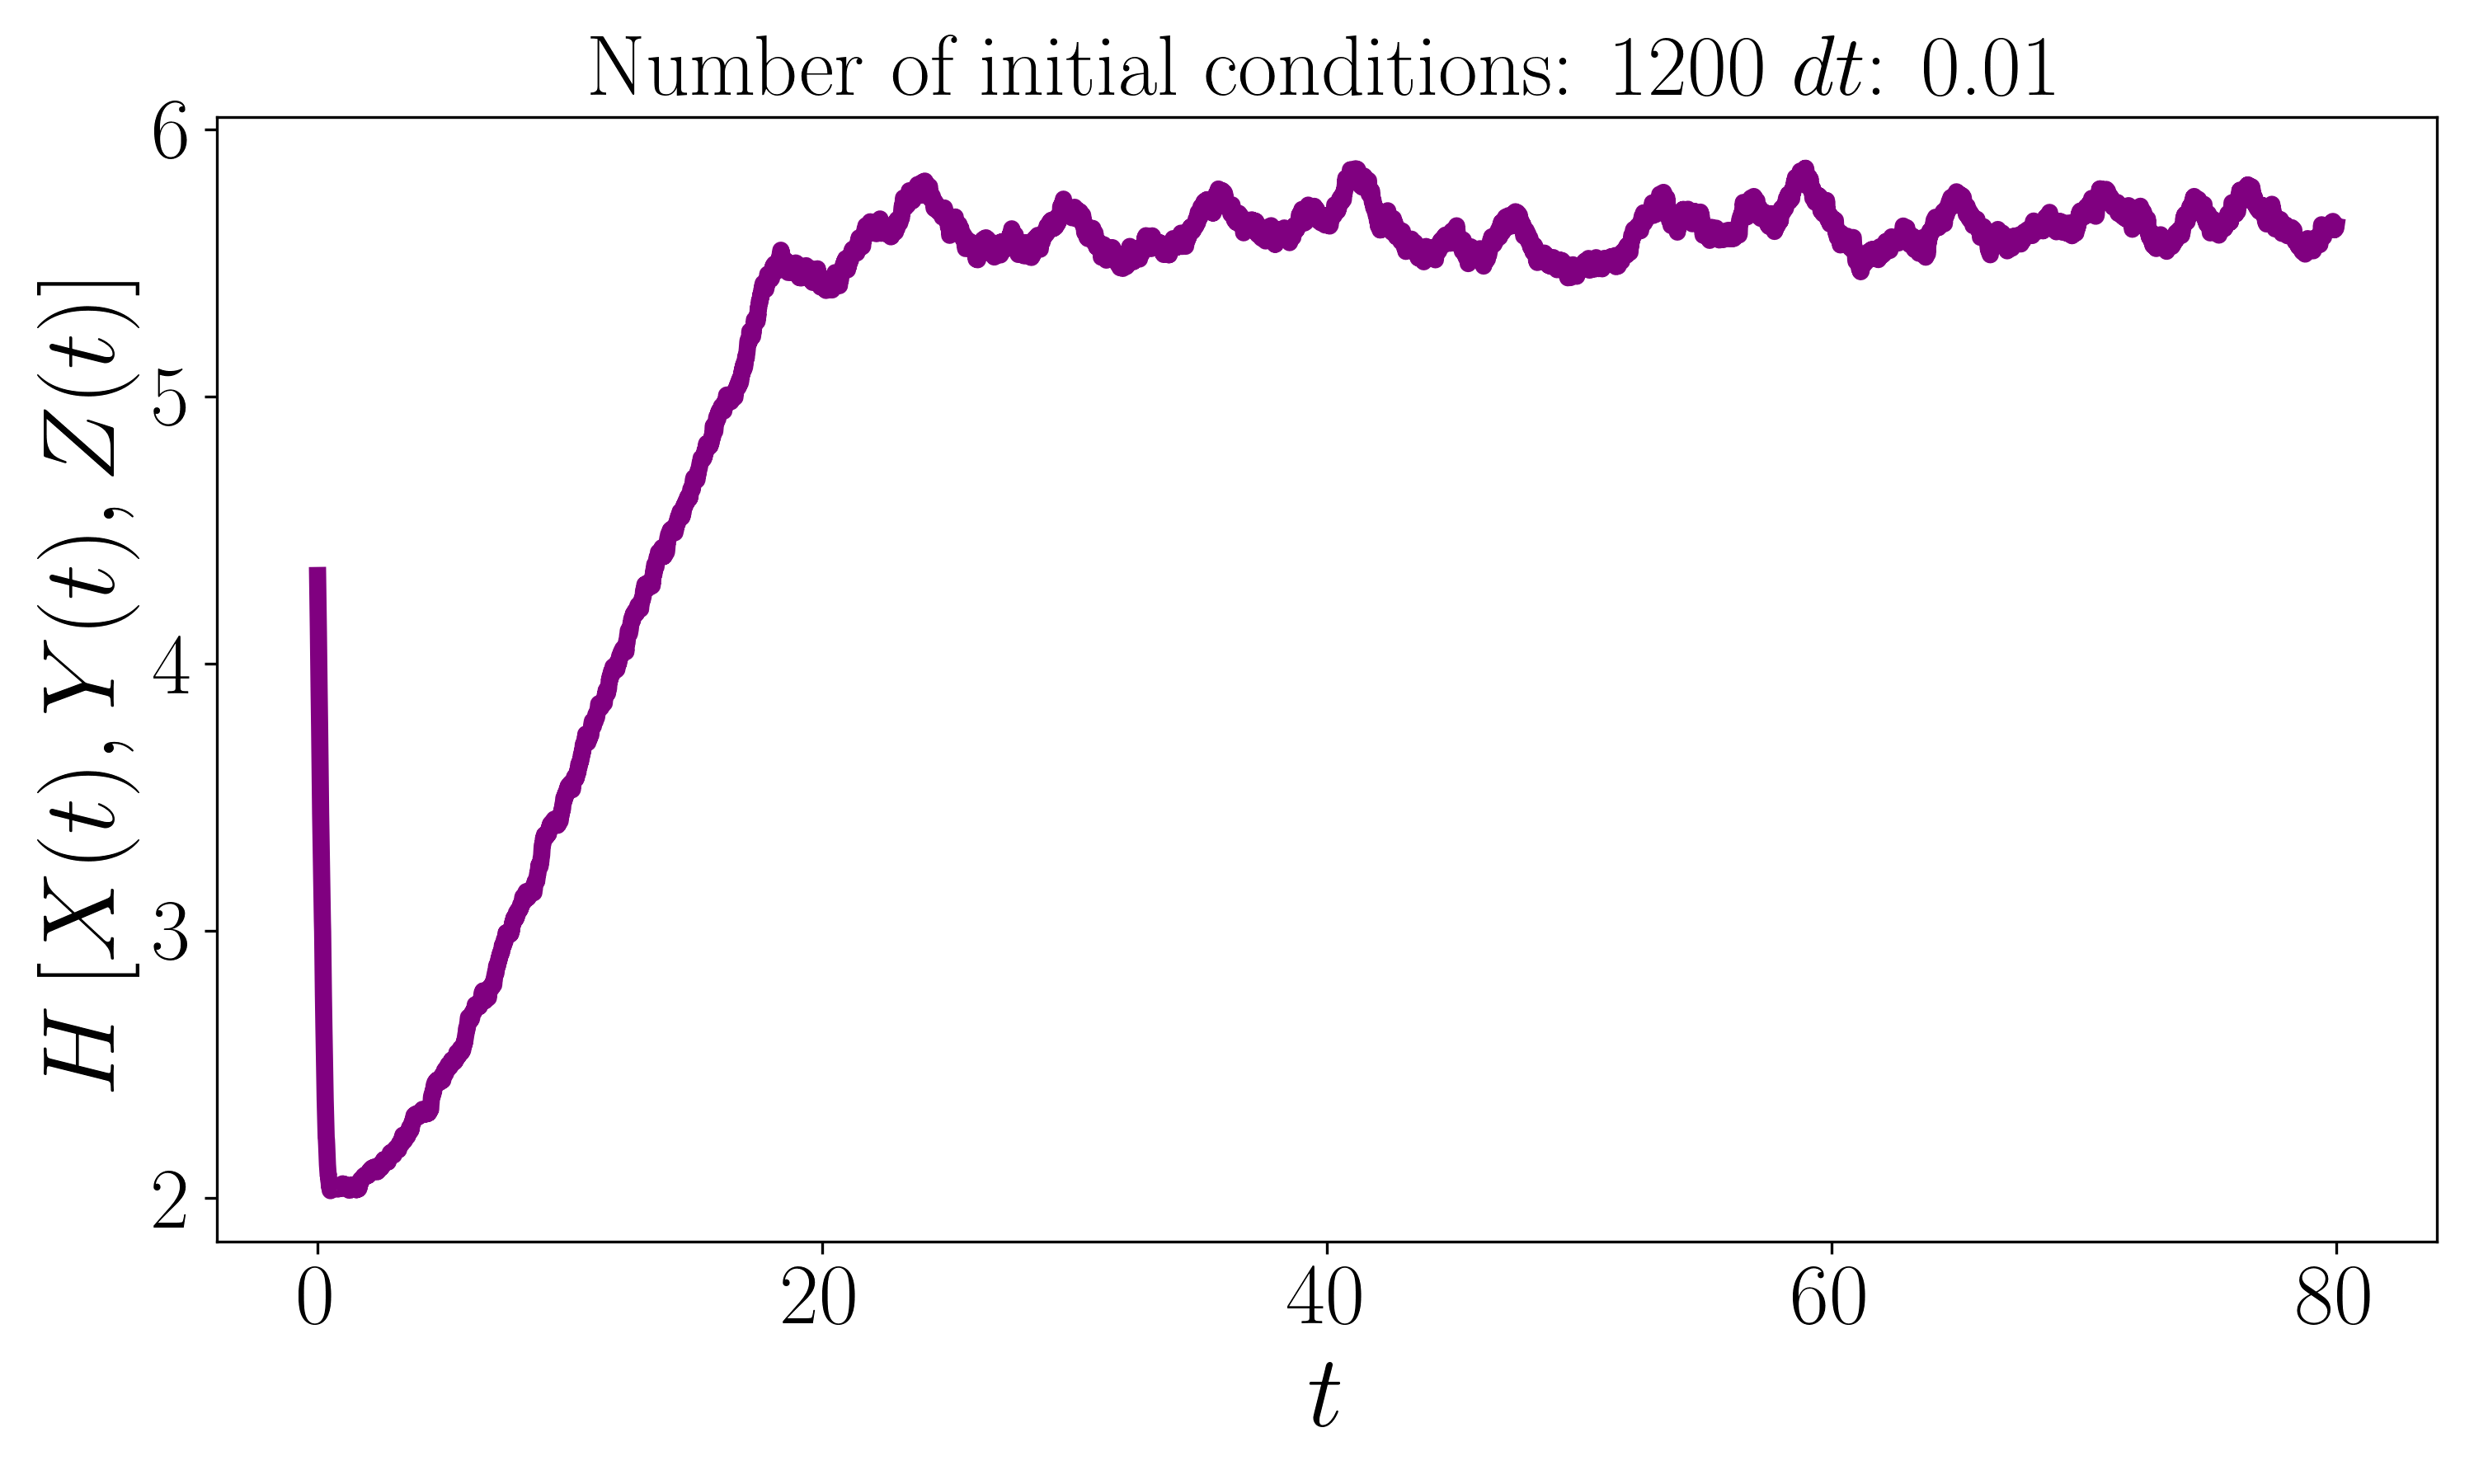 Number of initial conditions: 1200 dt: 0.01
H [X(t), Y(t), Z(t)]
6
5
4
3
2
0 20 40 60 80
t